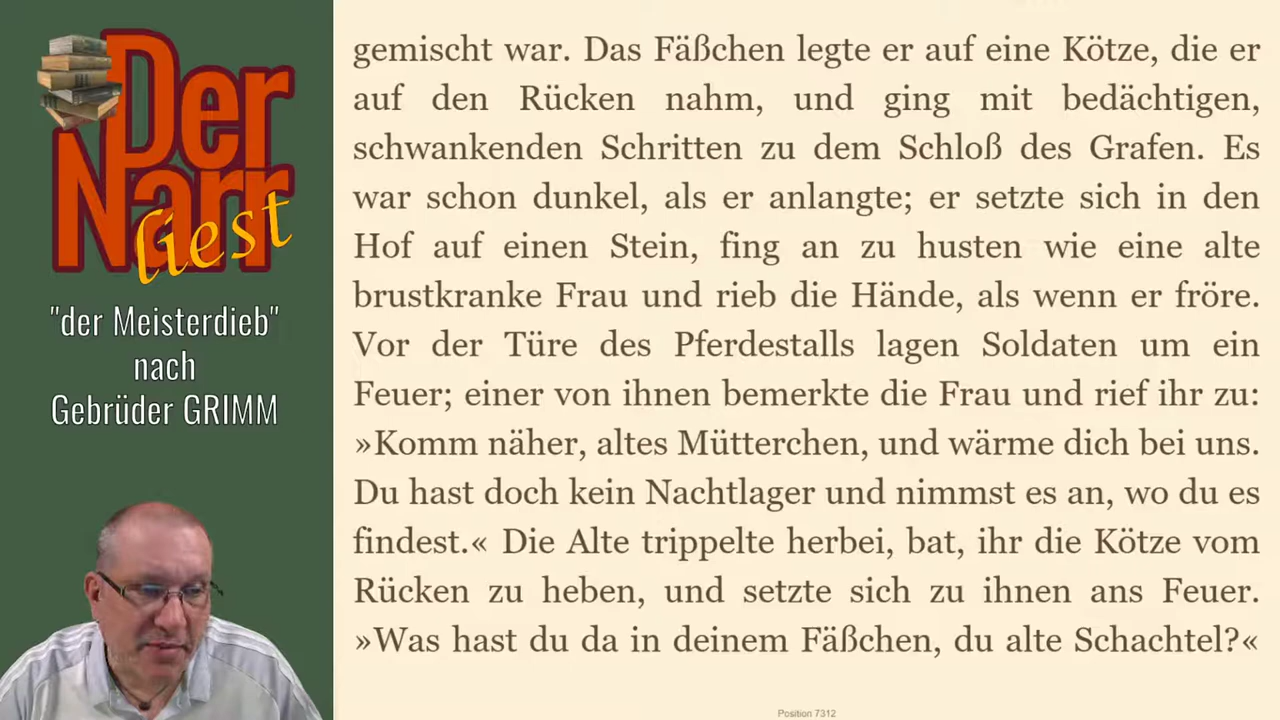 Der
Narr
liest
"der Meisterdieb"
nach
Gebrüder GRIMM
gemischt war. Das Fäßchen legte er auf eine Kötze, die er
auf den Rücken nahm, und ging mit bedächtigen,
schwankenden Schritten zu dem Schloß des Grafen. Es
war schon dunkel, als er anlangte; er setzte sich in den
Hof auf einen Stein, fing an zu husten wie eine alte
brustkranke Frau und rieb die Hände, als wenn er fröre.
Vor der Türe des Pferdestalls lagen Soldaten um ein
Feuer; einer von ihnen bemerkte die Frau und rief ihr zu:
»Komm näher, altes Mütterchen, und wärme dich bei uns.
Du hast doch kein Nachtlager und nimmst es an, wo du es
findest.« Die Alte trippelte herbei, bat, ihr die Kötze vom
Rücken zu heben, und setzte sich zu ihnen ans Feuer.
»Was hast du da in deinem Fäßchen, du alte Schachtel?«
Position 7312